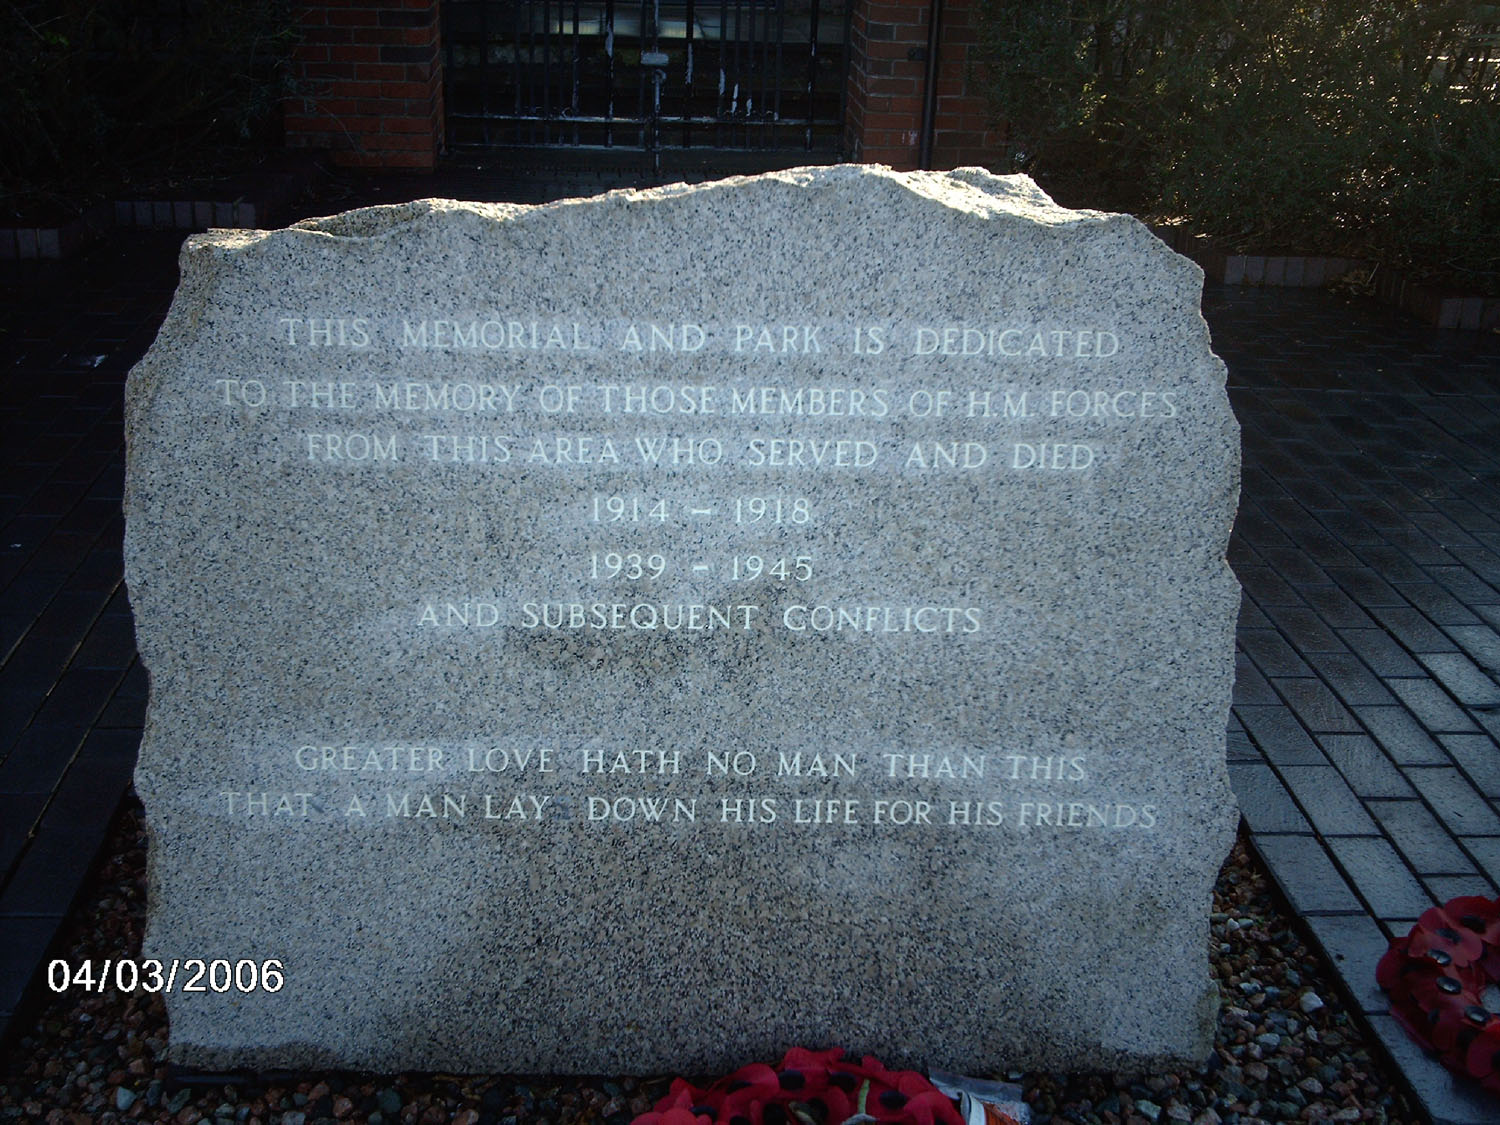 THIS MEMORIAL AND PARK IS DEDICATED
TO THE MEMORY OF THOSE MEMBERS OF H.M. FORCES
FROM THIS AREA WHO SERVED AND DIED
1914 - 1918
1939 - 1945
AND SUBSEQUENT CONFLICTS
GREATER LOVE HATH NO MAN THAN THIS
THAT A MAN LAY DOWN HIS LIFE FOR HIS FRIENDS
04/03/2006